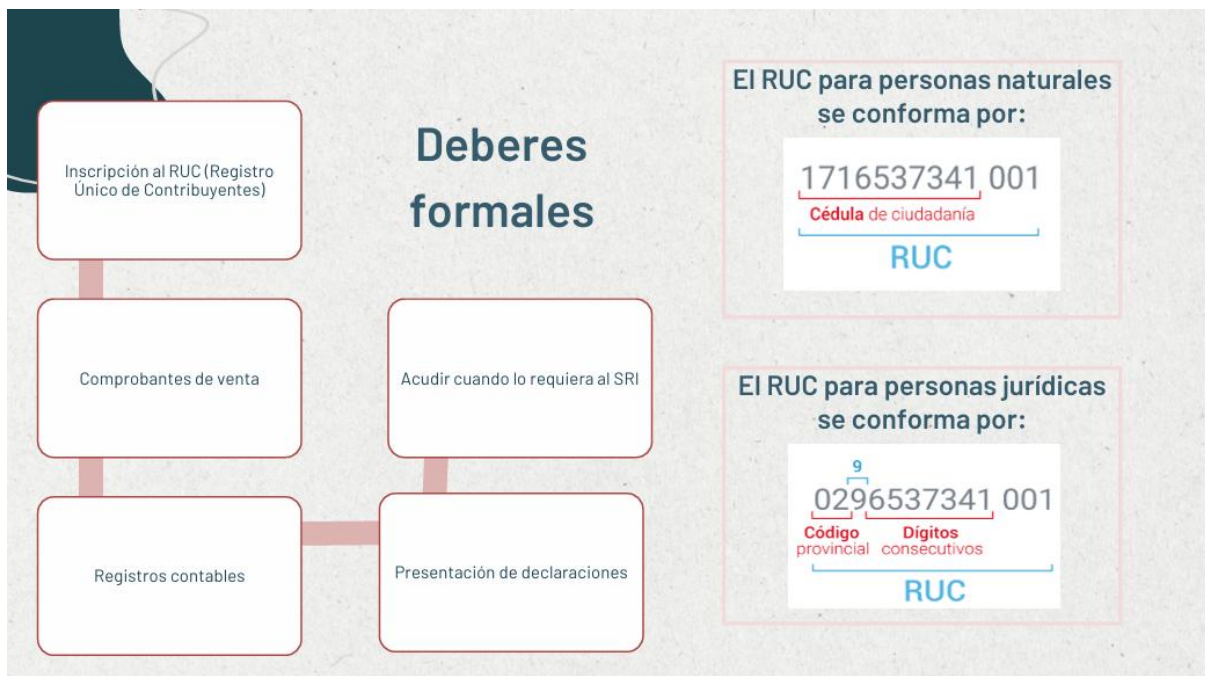 Deberes
formales
Inscripción al RUC (Registro
Único de Contribuyentes)
Comprobantes de venta
Registros contables
Presentación de declaraciones
Acudir cuando lo requiera al SRI
El RUC para personas naturales
se conforma por:
1716537341 001
Cédula de ciudadanía
RUC
El RUC para personas jurídicas
se conforma por:
9
0296537341 001
Código provincial
Dígitos consecutivos
RUC